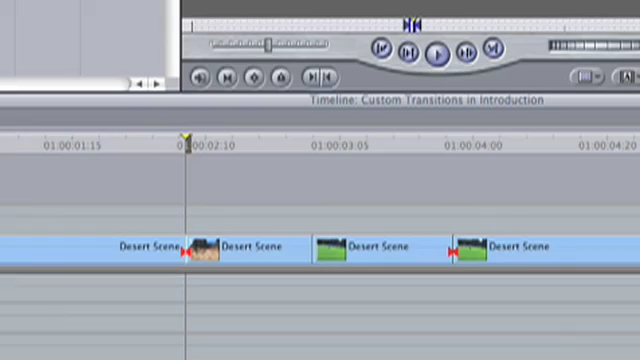 Timeline: Custom Transitions in Introduction
01:00:01:15
01:00:02:10
01:00:03:05
01:00:04:00
01:00:04:20
Desert Scene
Desert Scene
Desert Scene
Desert Scene